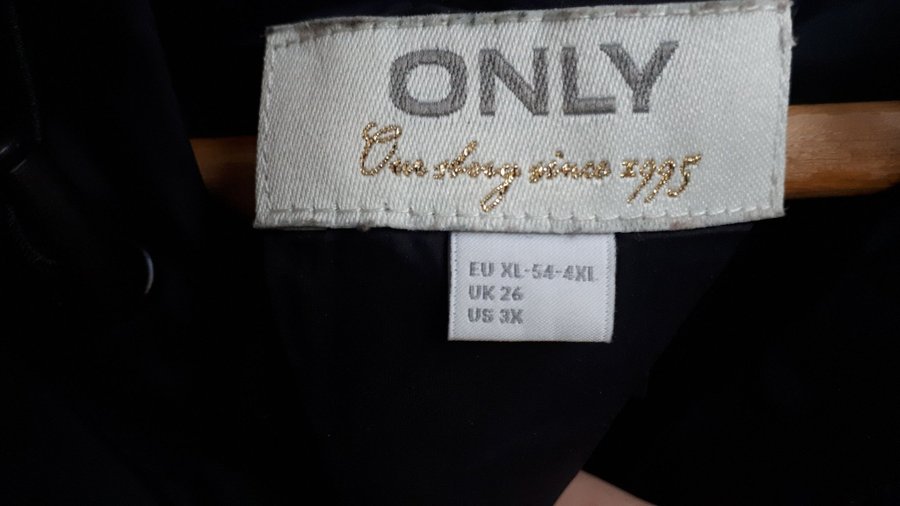 ONLY
Our story since 1995
EU XL-54-4XL
UK 26
US 3X